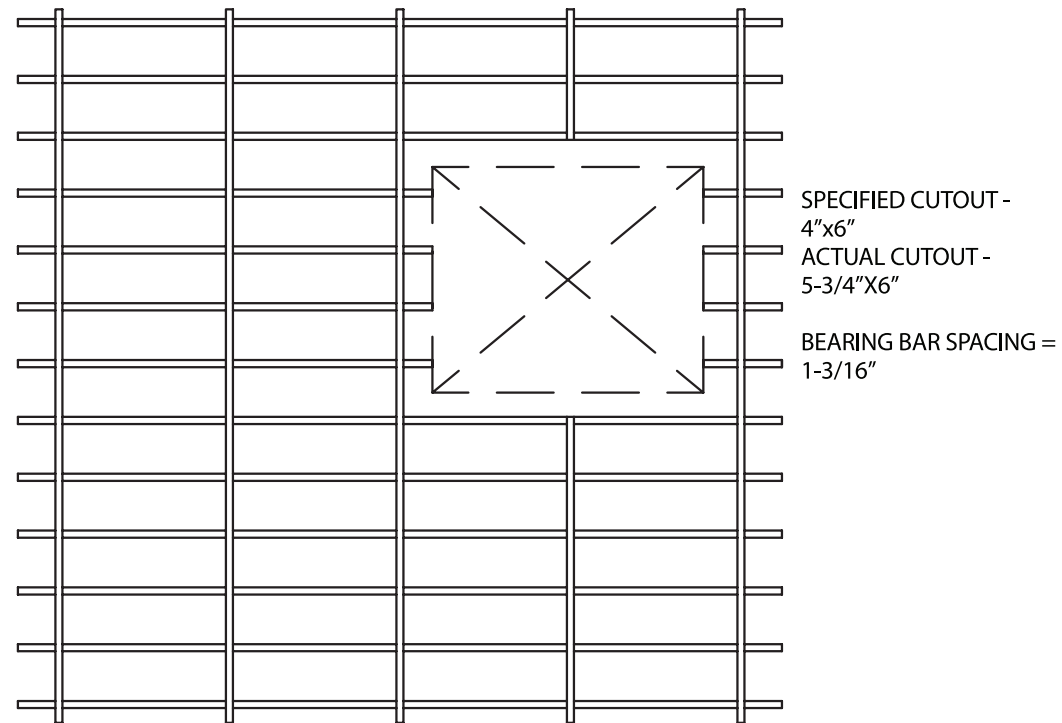 SPECIFIED CUTOUT -
4”x6”
ACTUAL CUTOUT -
5-3/4”X6”
BEARING BAR SPACING =
1-3/16”